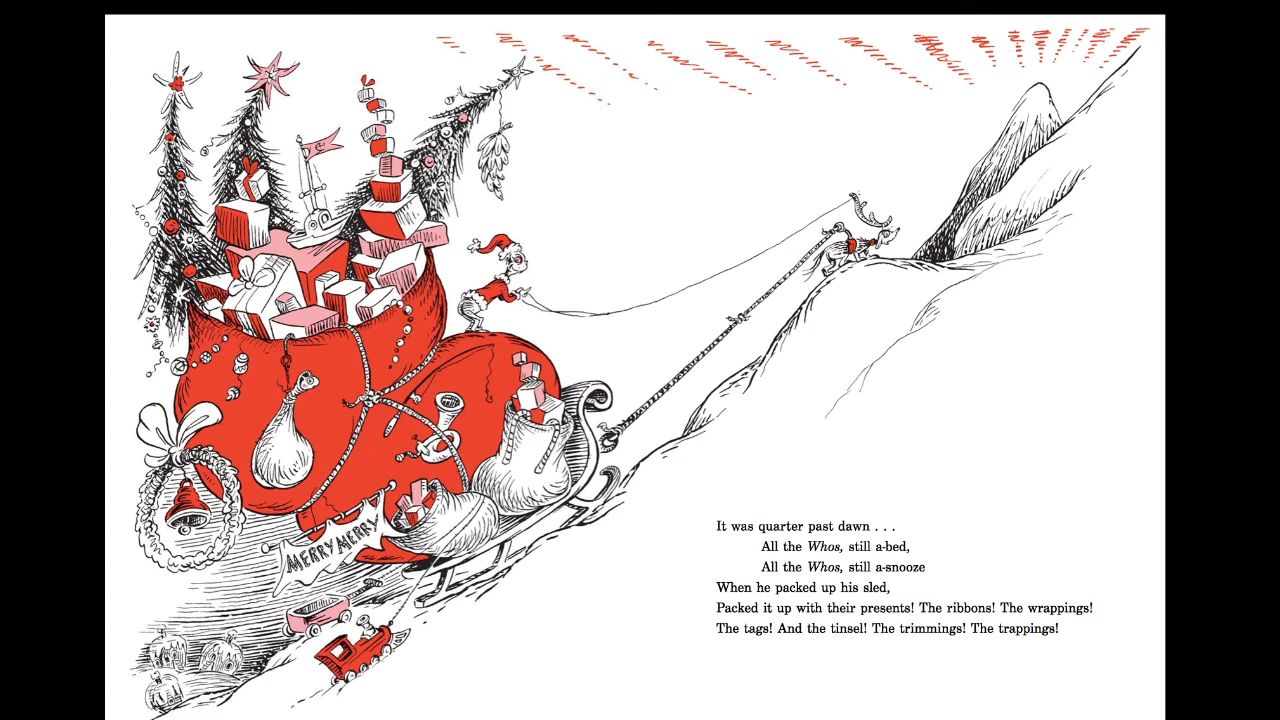 MERRY MERRY
It was quarter past dawn . . .
All the Whos, still a-bed,
All the Whos, still a-snooze
When he packed up his sled,
Packed it up with their presents! The ribbons! The wrappings!
The tags! And the tinsel! The trimmings! The trappings!